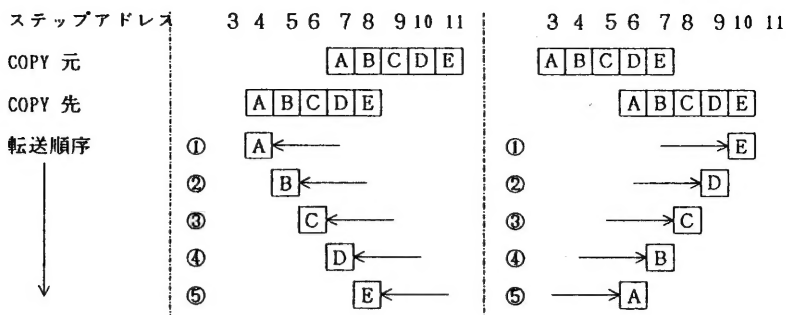 ステップアドレス 3 4 5 6 7 8 9 10 11 3 4 5 6 7 8 9 10 11
COPY 元 A B C D E A B C D E
COPY 先 A B C D E A B C D E
転送順序 ① A ① E
② B ② D
③ C ③ C
④ D ④ B
⑤ E ⑤ A